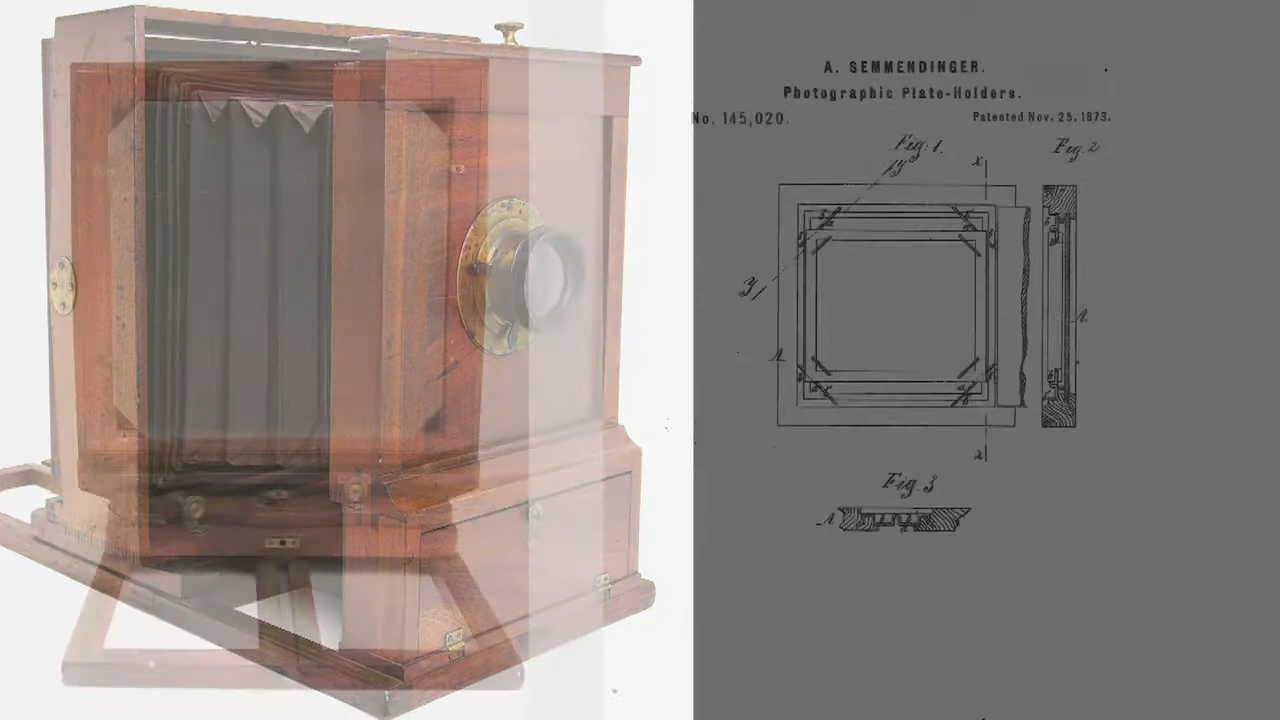 A. SEMMENDINGER.
Photographic Plate-Holders.
No. 145,020.
Patented Nov. 25, 1873.
Fig. 1.
Fig. 2
x
y
y
A
A
x
Fig. 3
A